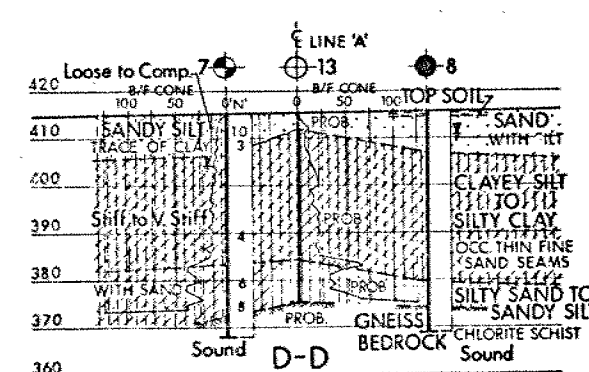 ℄ LINE 'A'
7 13 8
Loose to Comp.
B/F CONE B/F CONE TOP SOIL
420
100 50 0 'N' 0 50 100
SANDY SILT 10 PROB. SAND
410
TRACE OF CLAY 3 WITH SILT
400
CLAYEY SILT
TO
Stiff to V. Stiff PROB. SILTY CLAY
390
4 OCC. THIN FINE
SAND SEAMS
380
WITH SAND 6 PROB. SILTY SAND TO
5 SANDY SILT
370
PROB. GNEISS
BEDROCK CHLORITE SCHIST
Sound D-D Sound
360